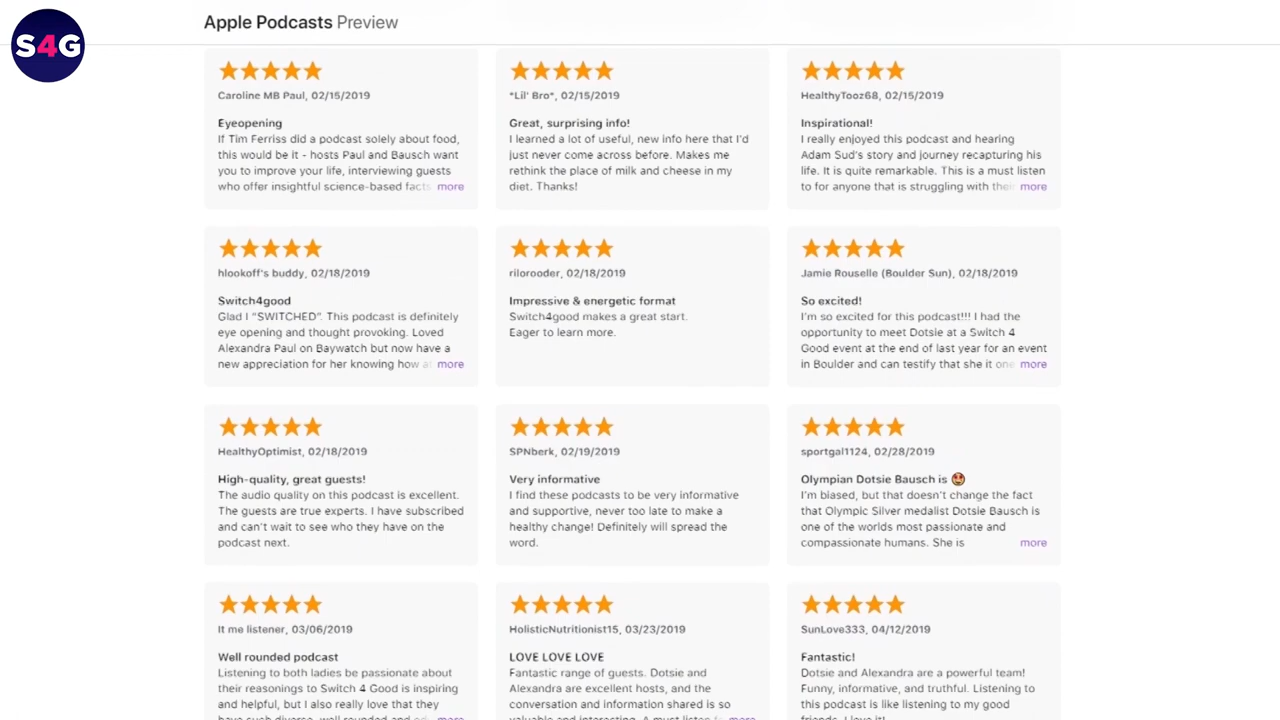 Apple Podcasts Preview
S4G
Caroline MB Paul, 02/15/2019
Eyeopening
If Tim Ferriss did a podcast solely about food,
this would be it - hosts Paul and Bausch want
you to improve your life, interviewing guests
who offer insightful science-based facts more
*Lil' Bro*, 02/15/2019
Great, surprising info!
I learned a lot of useful, new info here that I'd
just never come across before. Makes me
rethink the place of milk and cheese in my
diet. Thanks!
HealthyTooz68, 02/15/2019
Inspirational!
I really enjoyed this podcast and hearing
Adam Sud's story and journey recapturing his
life. It is quite remarkable. This is a must listen
to for anyone that is struggling with their more
hlookoff's buddy, 02/18/2019
Switch4good
Glad I “SWITCHED”. This podcast is definitely
eye opening and thought provoking. Loved
Alexandra Paul on Baywatch but now have a
new appreciation for her knowing how more
rilorooder, 02/18/2019
Impressive & energetic format
Switch4good makes a great start.
Eager to learn more.
Jamie Rouselle (Boulder Sun), 02/18/2019
So excited!
I'm so excited for this podcast!!! I had the
opportunity to meet Dotsie at a Switch 4
Good event at the end of last year for an event
in Boulder and can testify that she it one more
HealthyOptimist, 02/18/2019
High-quality, great guests!
The audio quality on this podcast is excellent.
The guests are true experts. I have subscribed
and can't wait to see who they have on the
podcast next.
SPNberk, 02/19/2019
Very informative
I find these podcasts to be very informative
and supportive, never too late to make a
healthy change! Definitely will spread the
word.
sportgal1124, 02/28/2019
Olympian Dotsie Bausch is 🤩
I'm biased, but that doesn't change the fact
that Olympic Silver medalist Dotsie Bausch is
one of the worlds most passionate and
compassionate humans. She is more
It me listener, 03/06/2019
Well rounded podcast
Listening to both ladies be passionate about
their reasonings to Switch 4 Good is inspiring
and helpful, but I also really love that they
have such diverse, well rounded and more
HolisticNutritionist15, 03/23/2019
LOVE LOVE LOVE
Fantastic range of guests. Dotsie and
Alexandra are excellent hosts, and the
conversation and information shared is so
valuable and interesting. A must listen more
SunLove333, 04/12/2019
Fantastic!
Dotsie and Alexandra are a powerful team!
Funny, informative, and truthful. Listening to
this podcast is like listening to my good
friends. I love it!